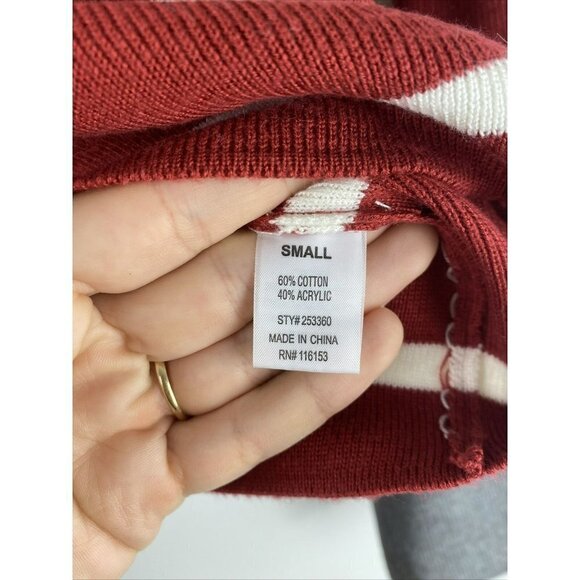 SMALL
60% COTTON
40% ACRYLIC
STY# 253360
MADE IN CHINA
RN# 116153